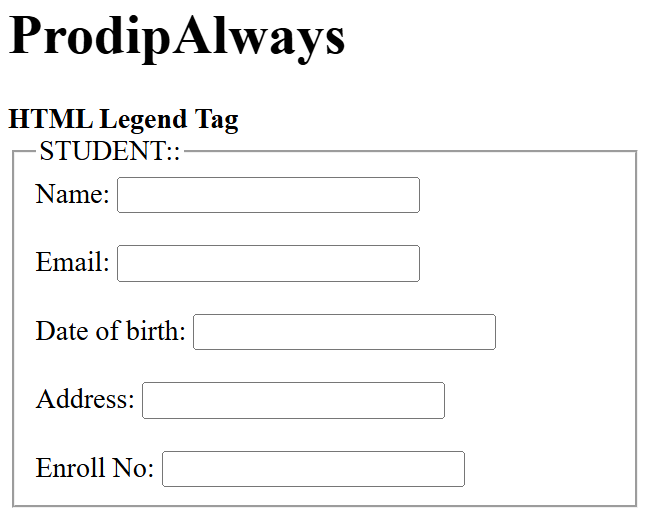 ProdipAlways
HTML Legend Tag
STUDENT::
Name:
Email:
Date of birth:
Address:
Enroll No: